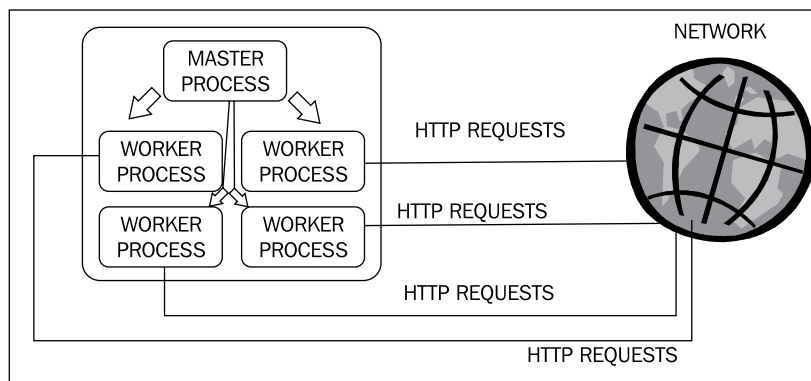 NETWORK
MASTER
PROCESS
HTTP REQUESTS
WORKER
PROCESS
WORKER
PROCESS
HTTP REQUESTS
WORKER
PROCESS
WORKER
PROCESS
HTTP REQUESTS
HTTP REQUESTS